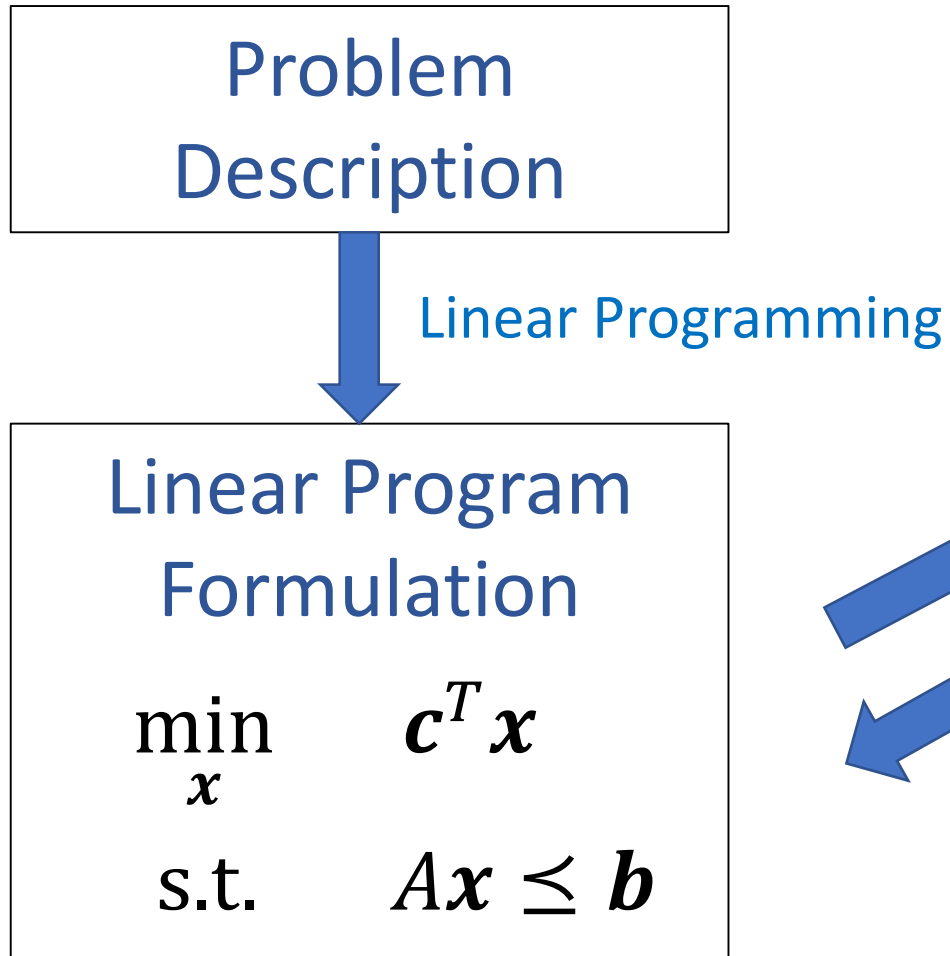 Problem
Description
Linear Programming
Linear Program
Formulation
min c^T x
x
s.t. Ax ⪯ b